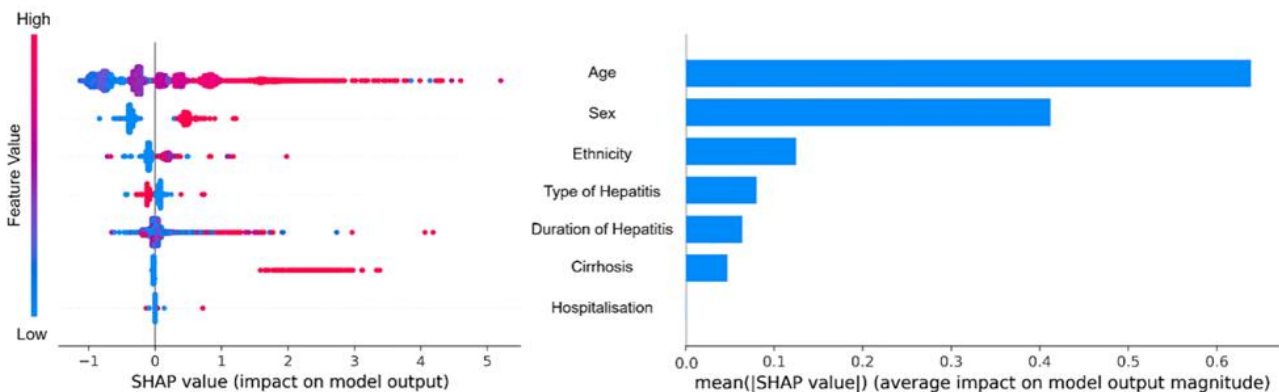 High
Feature Value
Low
−1 0 1 2 3 4 5
SHAP value (impact on model output)
Age
Sex
Ethnicity
Type of Hepatitis
Duration of Hepatitis
Cirrhosis
Hospitalisation
0.0 0.1 0.2 0.3 0.4 0.5 0.6
mean(|SHAP value|) (average impact on model output magnitude)